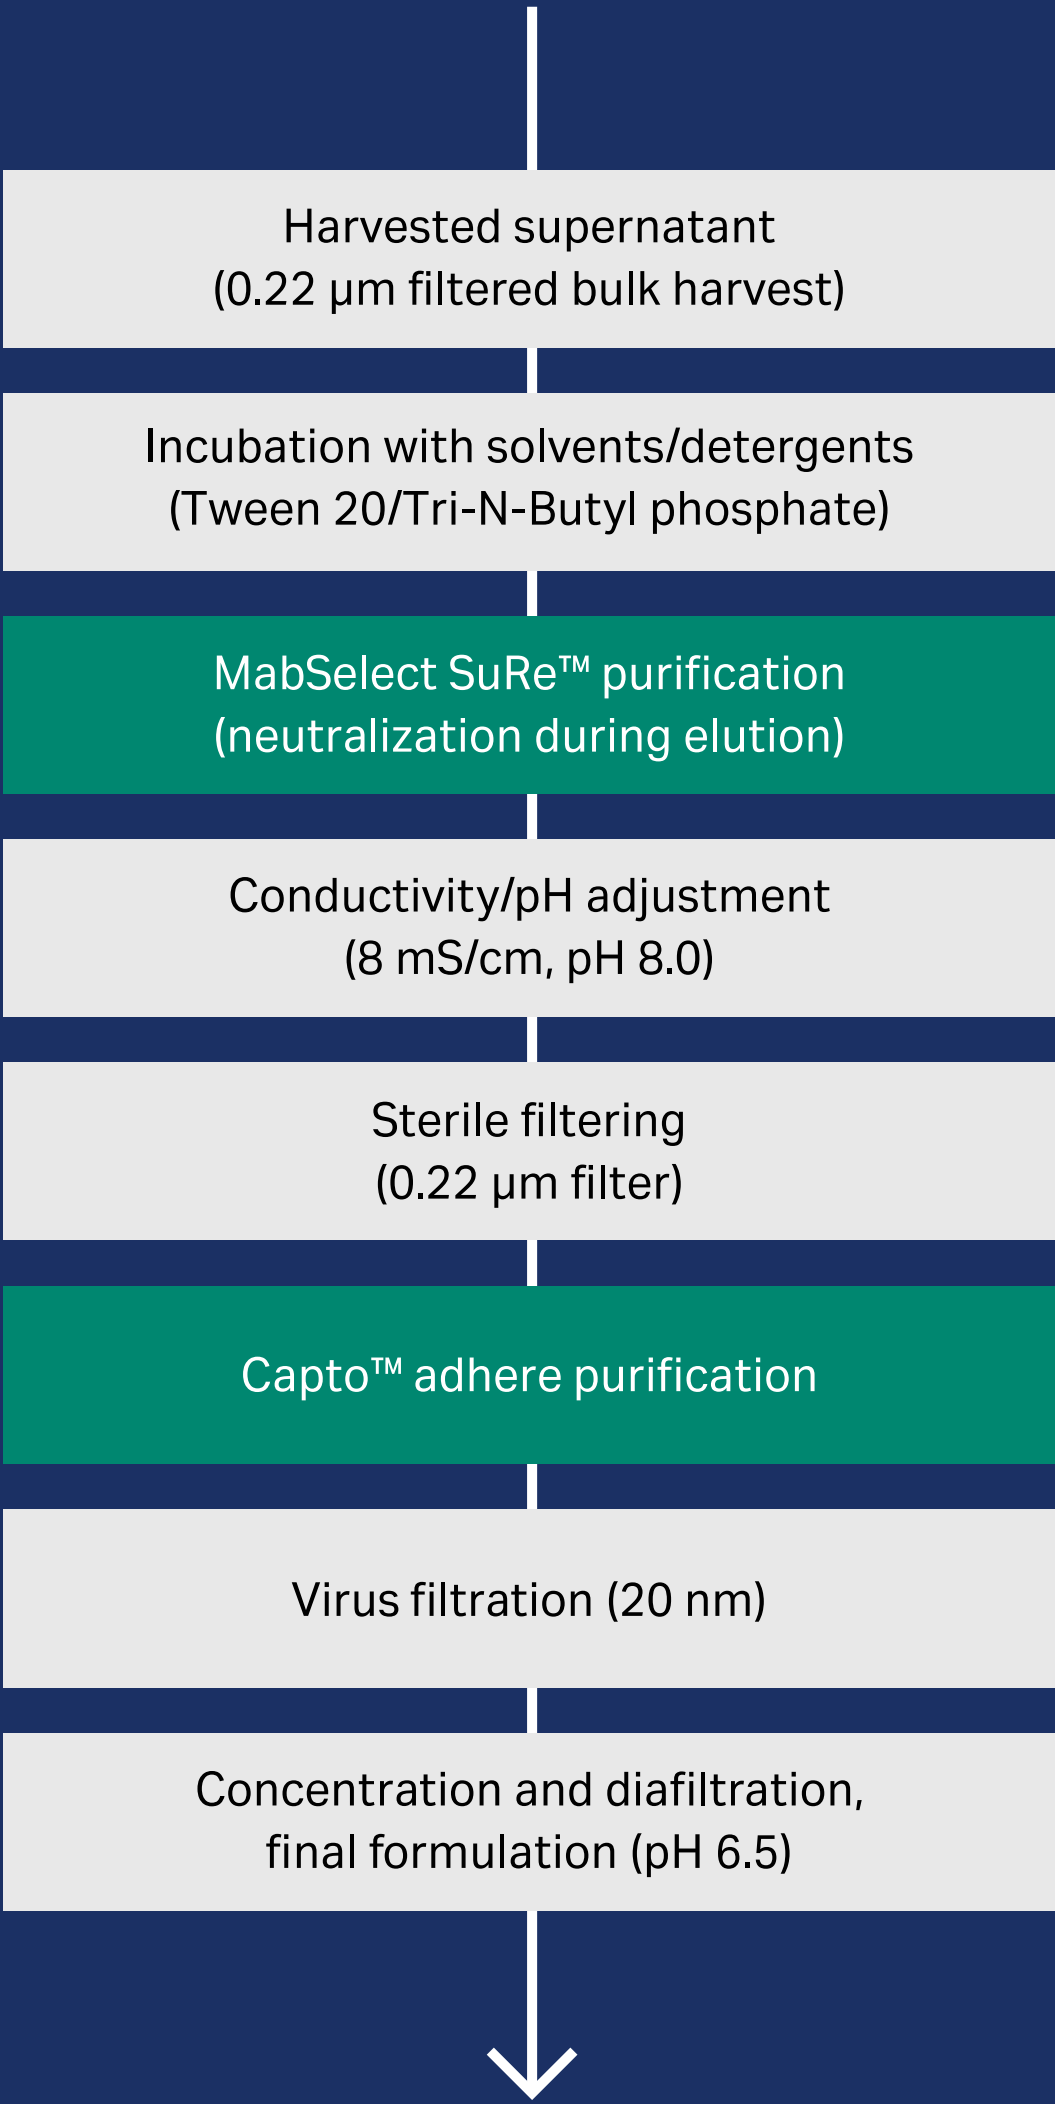 Harvested supernatant
(0.22 µm filtered bulk harvest)
Incubation with solvents/detergents
(Tween 20/Tri-N-Butyl phosphate)
MabSelect SuRe™ purification
(neutralization during elution)
Conductivity/pH adjustment
(8 mS/cm, pH 8.0)
Sterile filtering
(0.22 µm filter)
Capto™ adhere purification
Virus filtration (20 nm)
Concentration and diafiltration,
final formulation (pH 6.5)